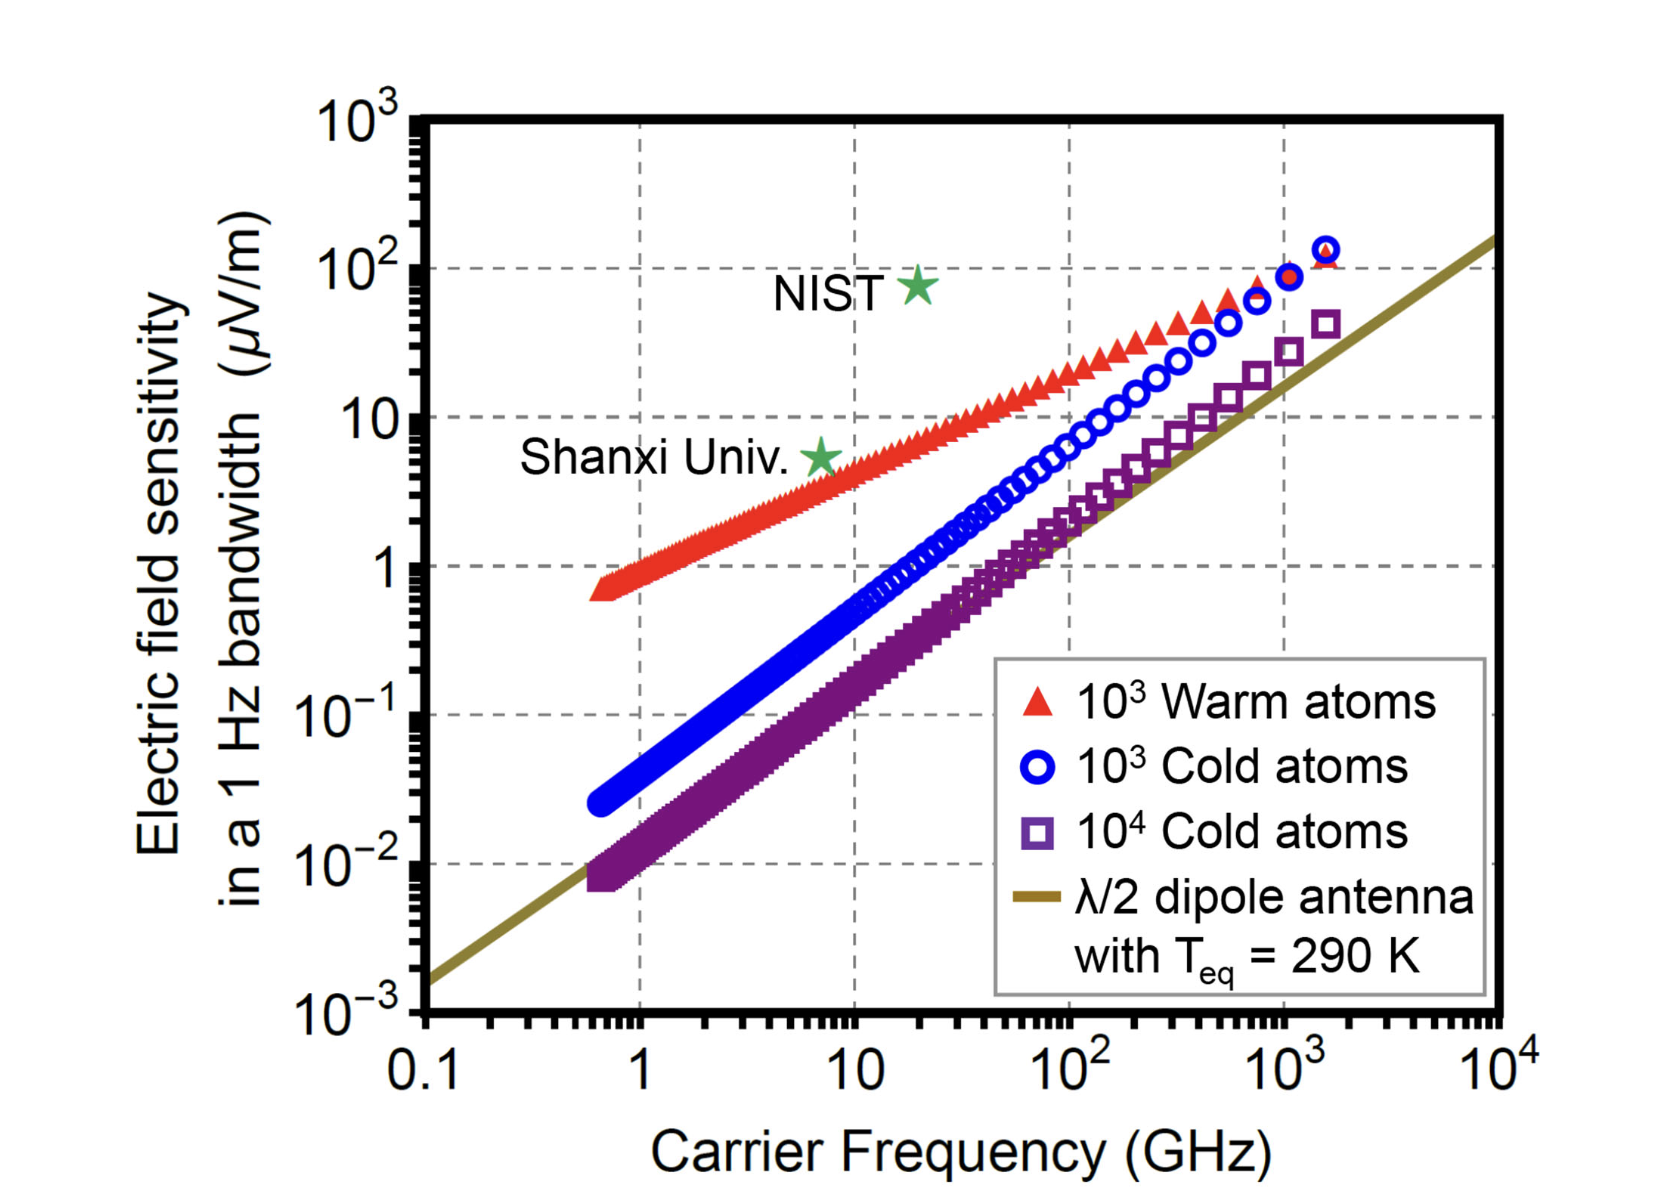 Electric field sensitivity
in a 1 Hz bandwidth (μV/m)
10³
10²
10
1
10⁻¹
10⁻²
10⁻³
NIST
Shanxi Univ.
10³ Warm atoms
10³ Cold atoms
10⁴ Cold atoms
λ/2 dipole antenna
with Teq = 290 K
0.1 1 10 10² 10³ 10⁴
Carrier Frequency (GHz)